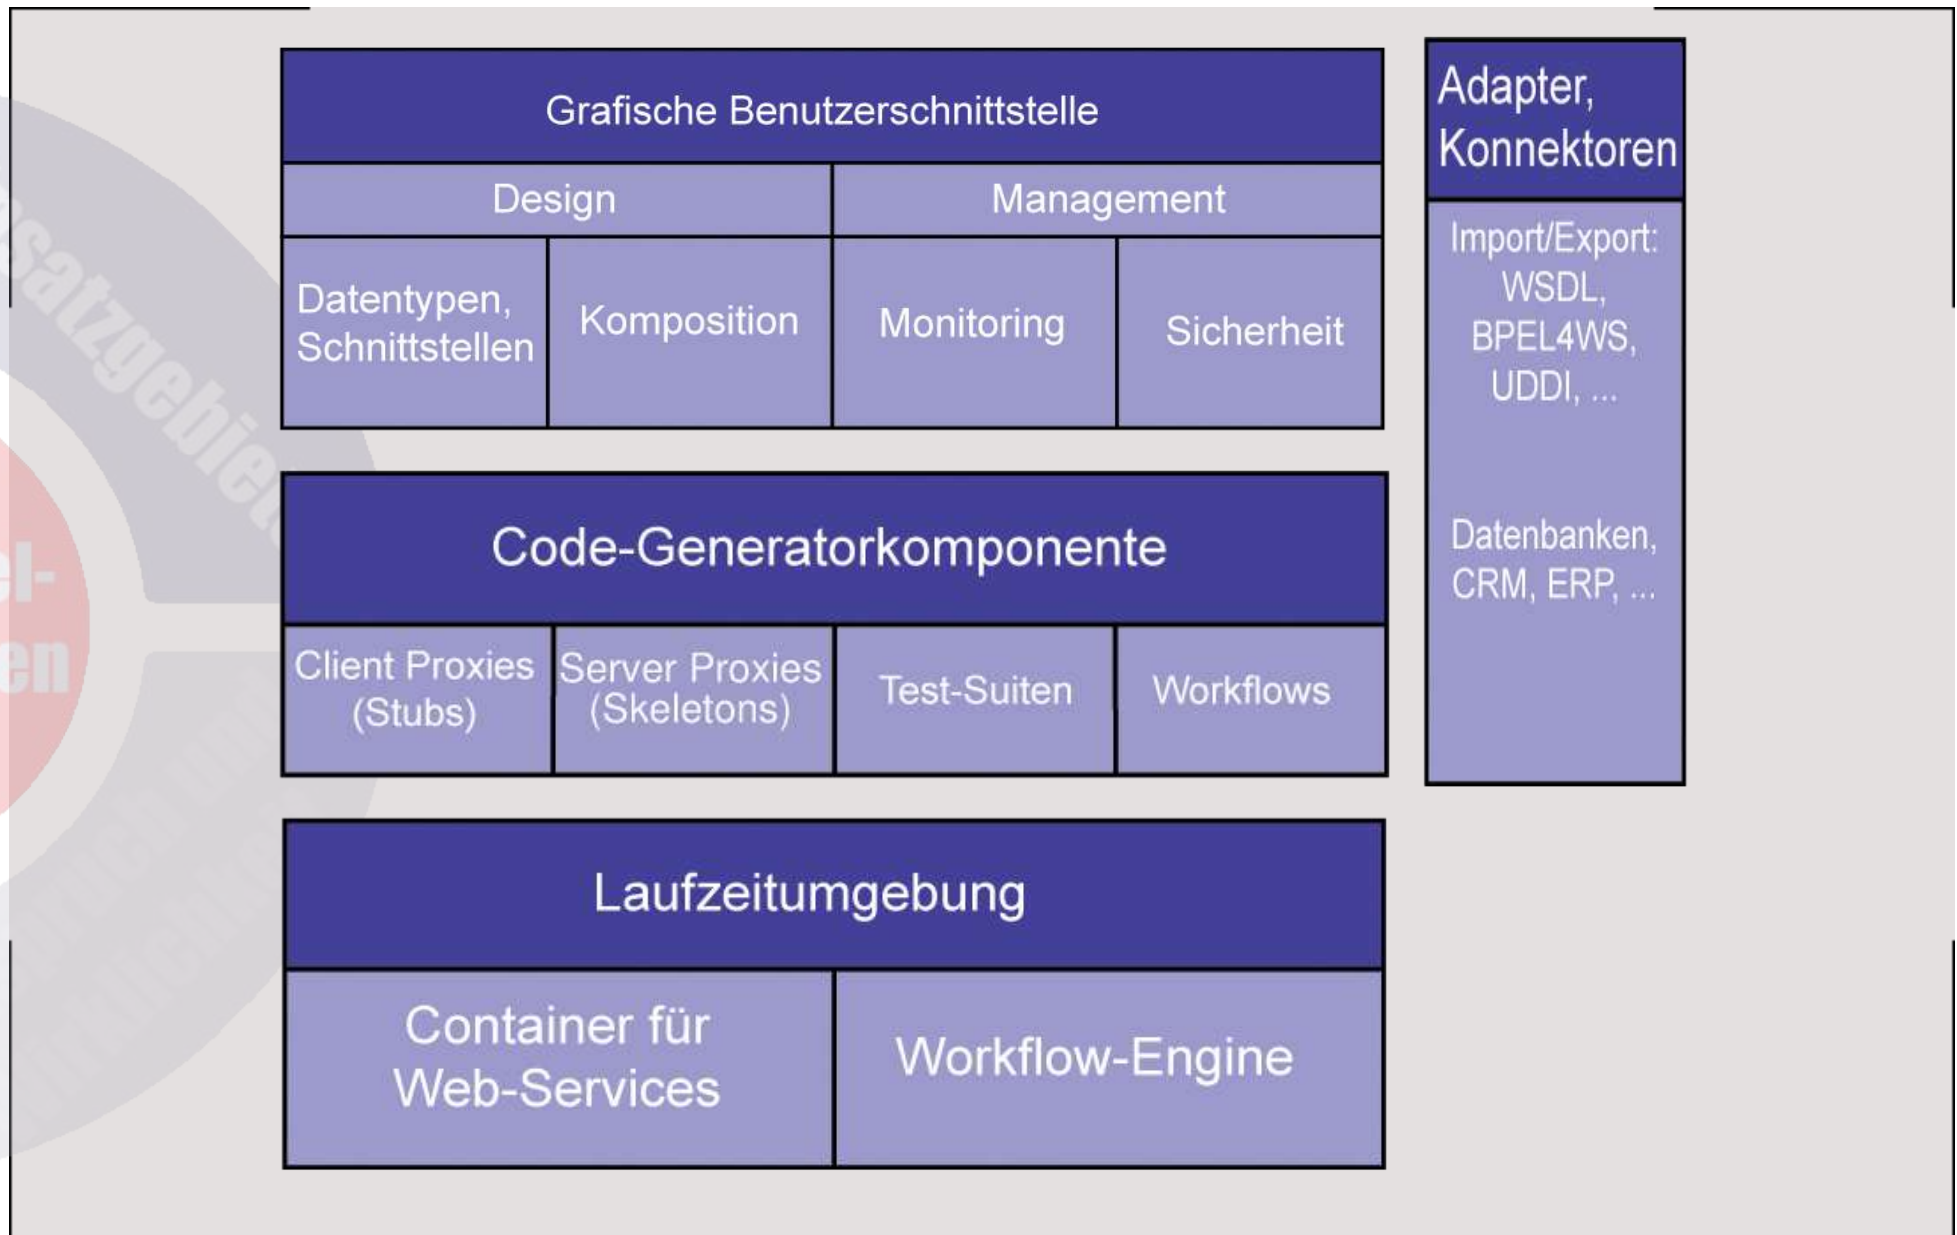 Grafische Benutzerschnittstelle
Design
Management
Datentypen,
Schnittstellen
Komposition
Monitoring
Sicherheit
Adapter,
Konnektoren
Import/Export:
WSDL,
BPEL4WS,
UDDI, ...
Datenbanken,
CRM, ERP, ...
Code-Generatorkomponente
Client Proxies
(Stubs)
Server Proxies
(Skeletons)
Test-Suiten
Workflows
Laufzeitumgebung
Container für
Web-Services
Workflow-Engine